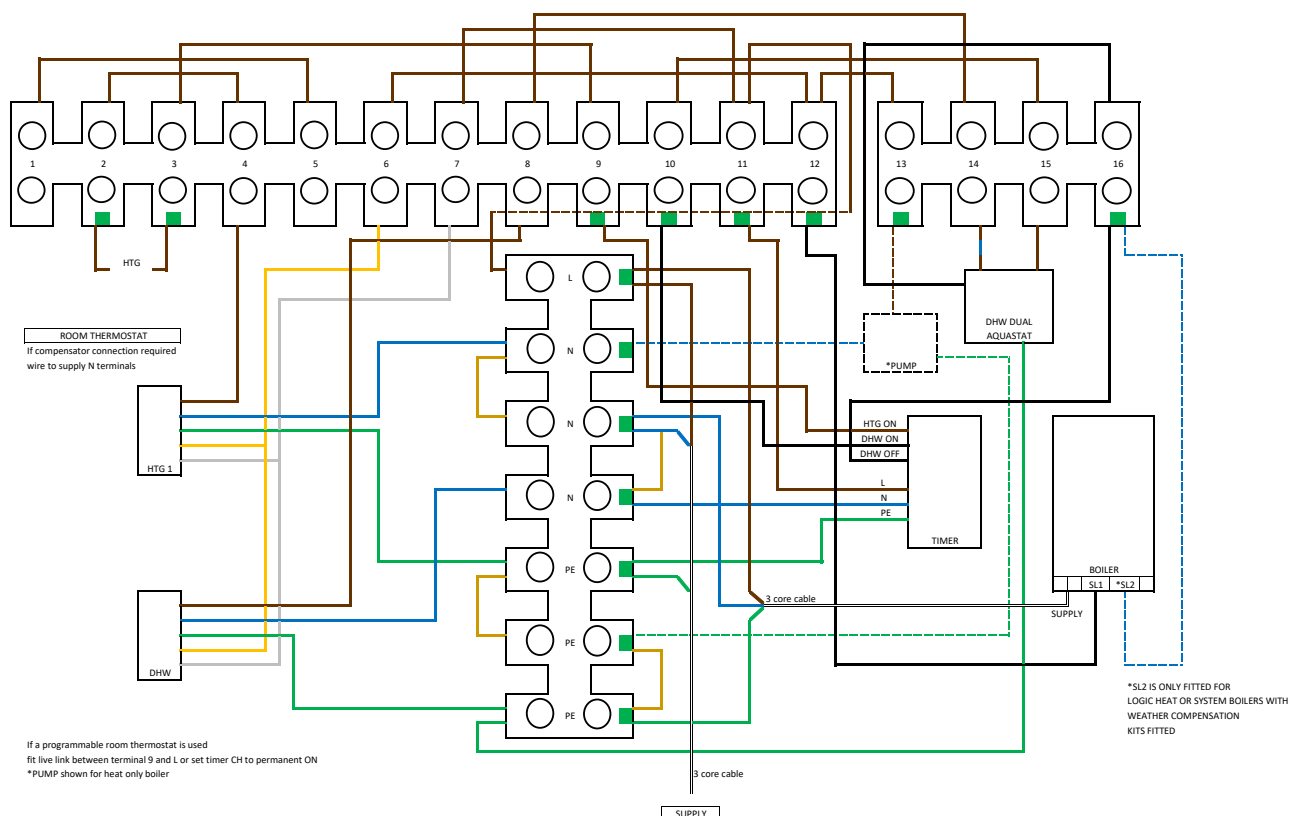 1 2 3 4 5 6 7 8 9 10 11 12 13 14 15 16
HTG
L
ROOM THERMOSTAT
If compensator connection required
wire to supply N terminals
N
DHW DUAL
AQUASTAT
*PUMP
HTG 1
N
HTG ON
DHW ON
DHW OFF
L
N
PE
TIMER
N
PE
BOILER
SL1 *SL2
3 core cable
SUPPLY
DHW
PE
PE
*SL2 IS ONLY FITTED FOR
LOGIC HEAT OR SYSTEM BOILERS WITH
WEATHER COMPENSATION
KITS FITTED
If a programmable room thermostat is used
fit live link between terminal 9 and L or set timer CH to permanent ON
*PUMP shown for heat only boiler
3 core cable
SUPPLY